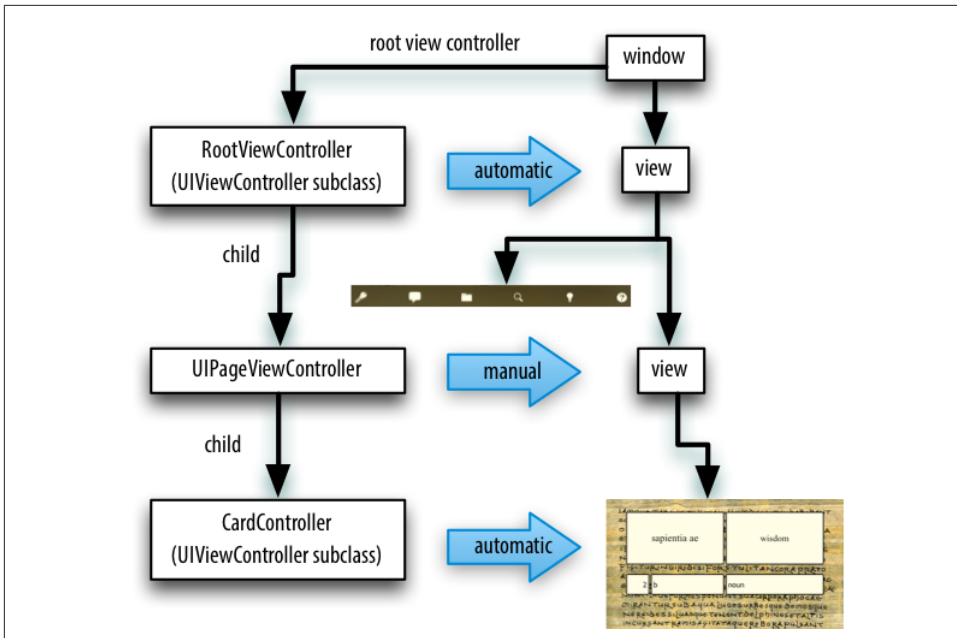 root view controller
window
RootViewController
(UIViewController subclass)
automatic
view
child
UIPageViewController
manual
view
child
CardController
(UIViewController subclass)
automatic
sapientia ae
wisdom
2
b
noun